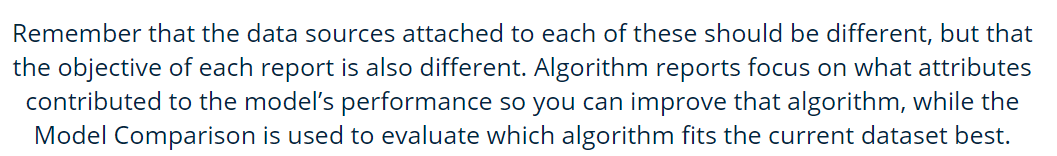 Remember that the data sources attached to each of these should be different, but that
the objective of each report is also different. Algorithm reports focus on what attributes
contributed to the model’s performance so you can improve that algorithm, while the
Model Comparison is used to evaluate which algorithm fits the current dataset best.